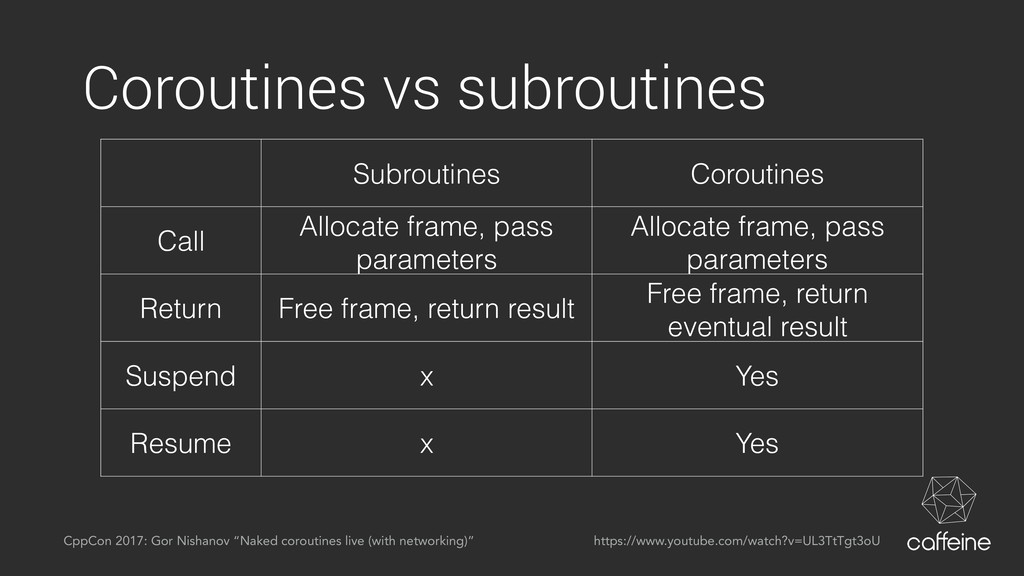 Coroutines vs subroutines
Subroutines Coroutines
Call Allocate frame, pass parameters Allocate frame, pass parameters
Return Free frame, return result Free frame, return eventual result
Suspend x Yes
Resume x Yes
CppCon 2017: Gor Nishanov “Naked coroutines live (with networking)” https://www.youtube.com/watch?v=UL3TtTgt3oU
caffeine